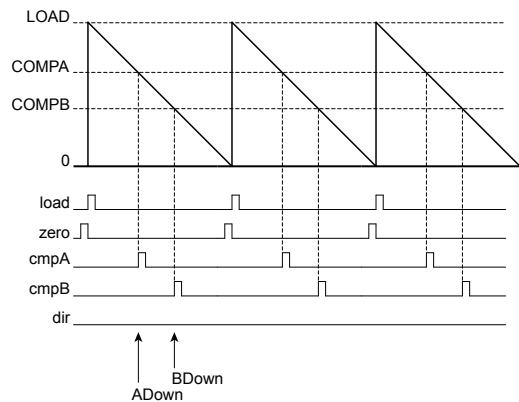 LOAD
COMPA
COMPB
0
load
zero
cmpA
cmpB
dir
BDown
ADown